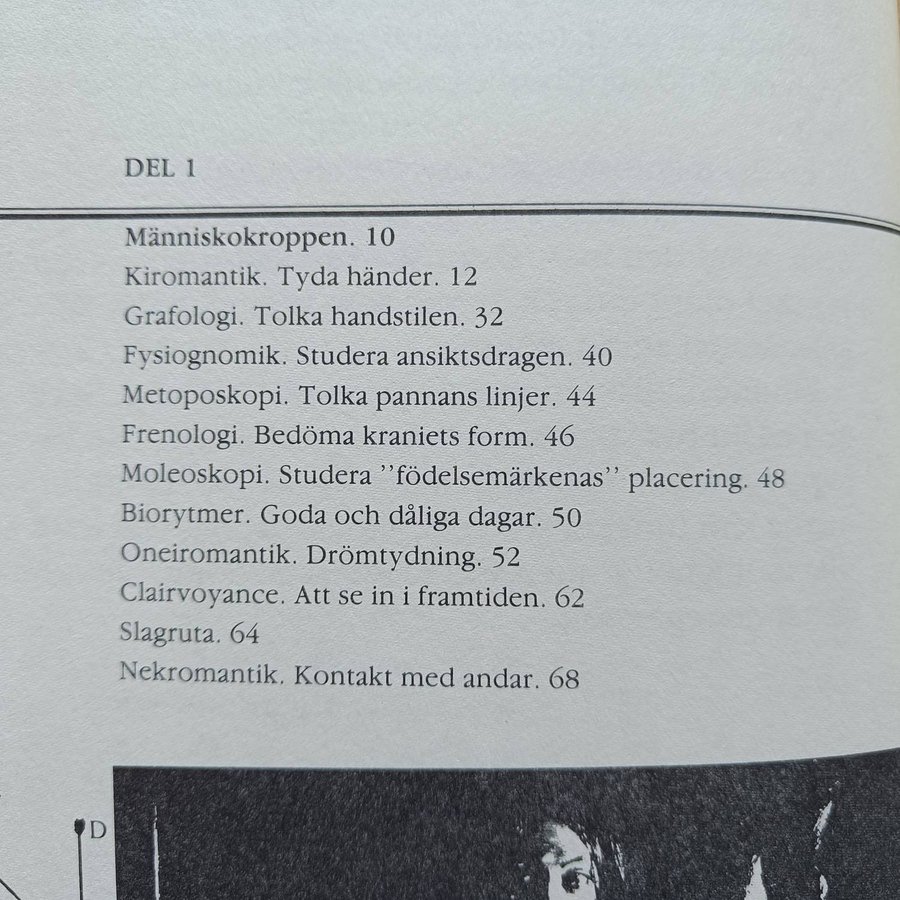 DEL 1
Människokroppen. 10
Kiromantik. Tyda händer. 12
Grafologi. Tolka handstilen. 32
Fysiognomik. Studera ansiktsdragen. 40
Metoposkopi. Tolka pannans linjer. 44
Frenologi. Bedöma kraniets form. 46
Moleoskopi. Studera ”födelsemärkenas” placering. 48
Biorytmer. Goda och dåliga dagar. 50
Oneiromantik. Drömtydning. 52
Clairvoyance. Att se in i framtiden. 62
Slagruta. 64
Nekromantik. Kontakt med andar. 68
D